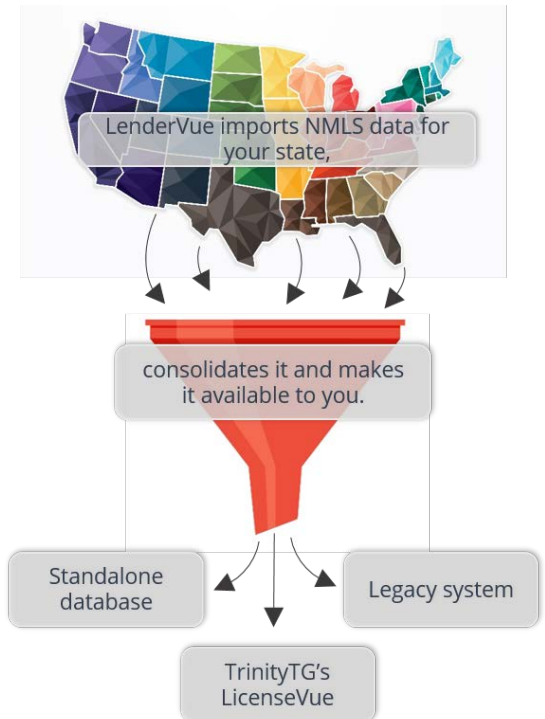 LenderVue imports NMLS data for
your state,
consolidates it and makes
it available to you.
Standalone
database
Legacy system
TrinityTG’s
LicenseVue